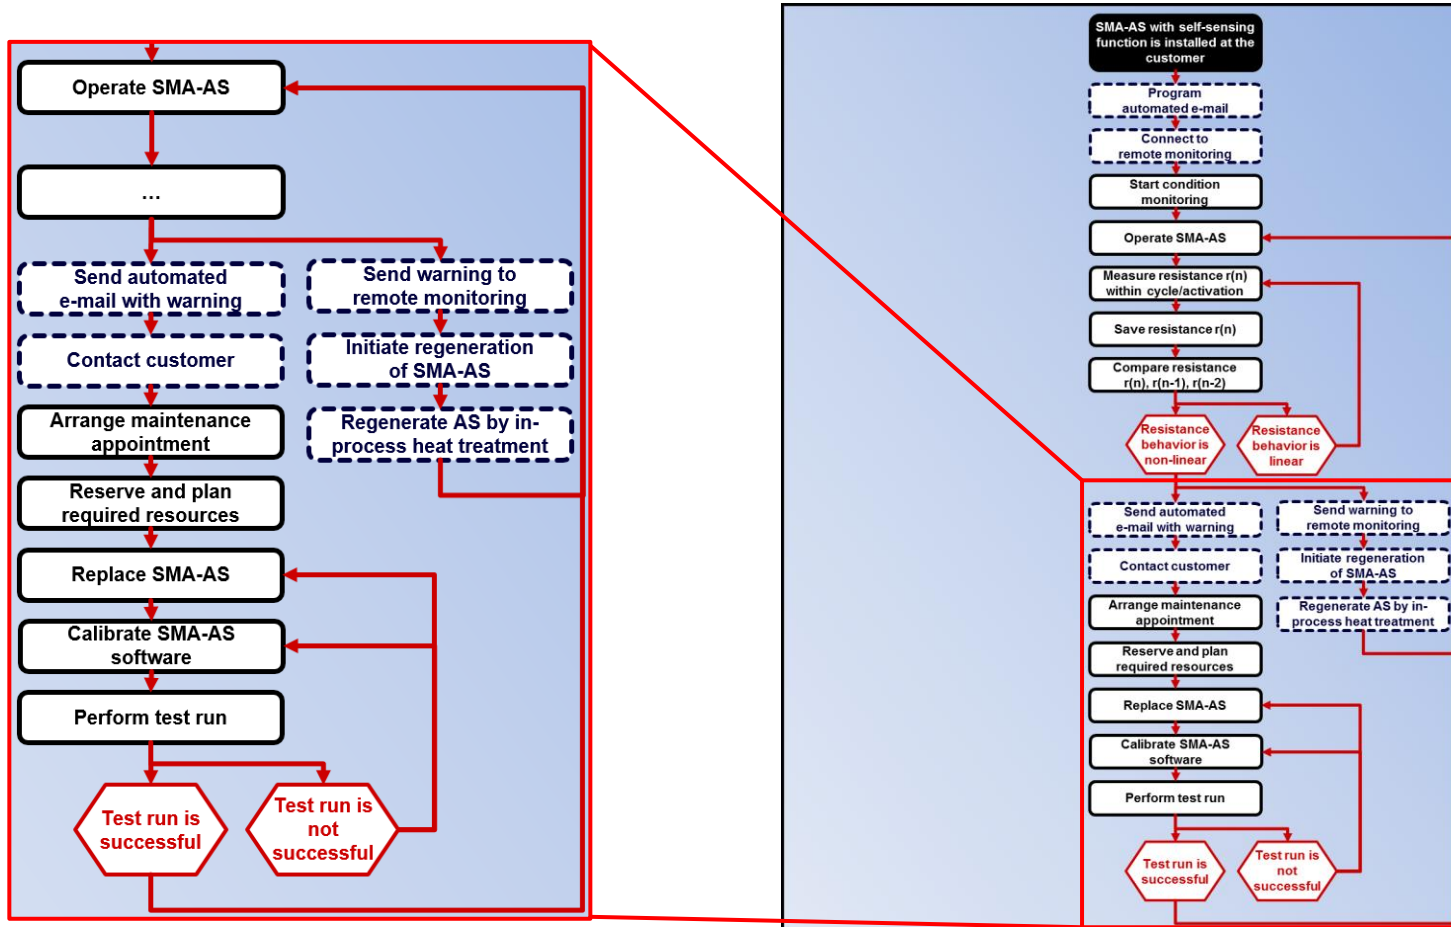 Operate SMA-AS
...
Send automated
e-mail with warning
Send warning to
remote monitoring
Contact customer
Initiate regeneration
of SMA-AS
Arrange maintenance
appointment
Regenerate AS by in-
process heat treatment
Reserve and plan
required resources
Replace SMA-AS
Calibrate SMA-AS
software
Perform test run
Test run is
successful
Test run is
not
successful
SMA-AS with self-sensing
function is installed at the
customer
Program
automated e-mail
Connect to
remote monitoring
Start condition
monitoring
Operate SMA-AS
Measure resistance r(n)
within cycle/activation
Save resistance r(n)
Compare resistance
r(n), r(n-1), r(n-2)
Resistance
behavior is
non-linear
Resistance
behavior is
linear
Send automated
e-mail with warning
Send warning to
remote monitoring
Contact customer
Initiate regeneration
of SMA-AS
Arrange maintenance
appointment
Regenerate AS by in-
process heat treatment
Reserve and plan
required resources
Replace SMA-AS
Calibrate SMA-AS
software
Perform test run
Test run is
successful
Test run is
not
successful